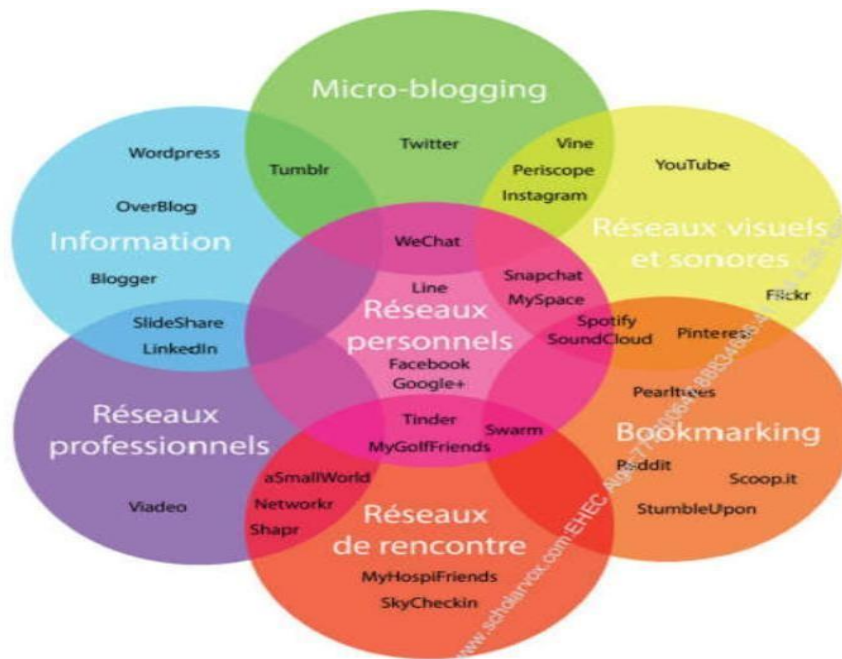 Micro-blogging
Wordpress
Twitter
Vine
Tumblr
Periscope
YouTube
Instagram
OverBlog
Information
WeChat
Réseaux visuels
et sonores
Blogger
Line
Snapchat
MySpace
Flickr
SlideShare
LinkedIn
Réseaux
personnels
Spotify
SoundCloud
Pinterest
Facebook
Google+
Pearltrees
Réseaux
professionnels
Tinder
MyGolfFriends
Swarm
Bookmarking
Reddit
Scoop.it
StumbleUpon
aSmallWorld
Networkr
Shapr
Viadeo
Réseaux
de rencontre
MyHospiFriends
SkyCheckin
www.scholarvox.com:EHEC